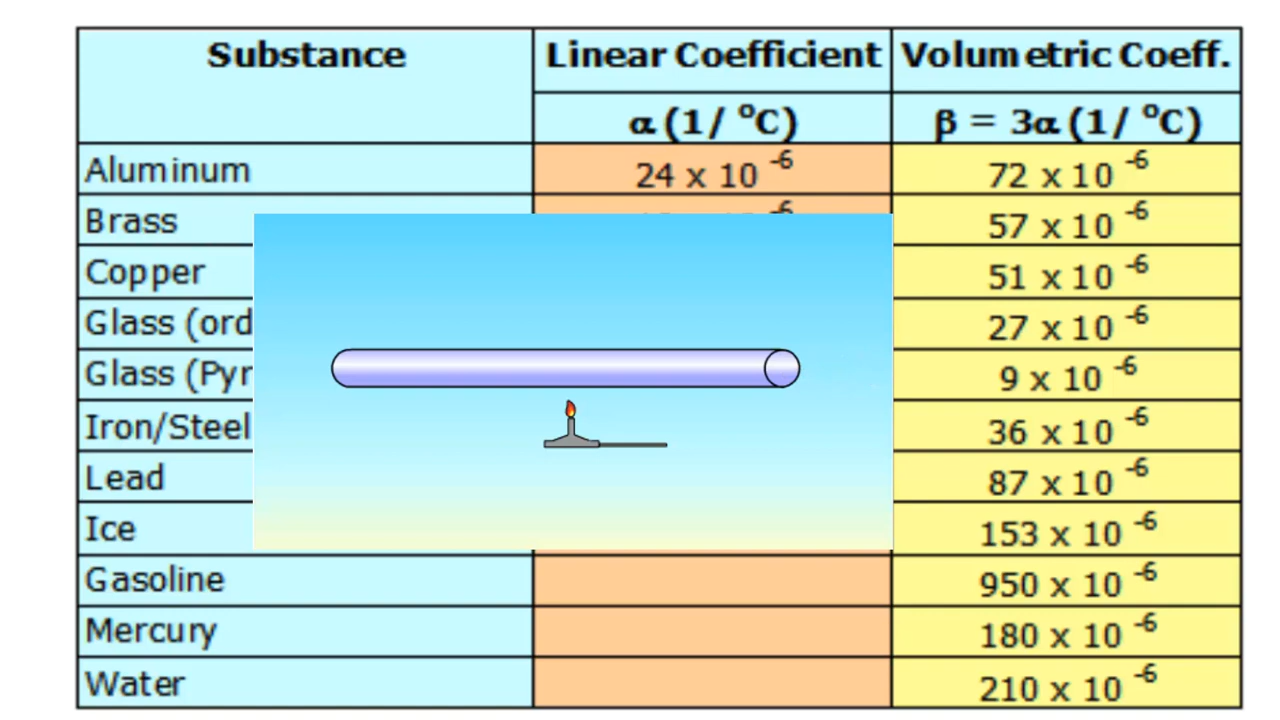 Substance Linear Coefficient Volumetric Coeff.
α (1/ °C) β = 3α (1/ °C)
Aluminum 24 x 10 -6 72 x 10 -6
Brass -6 57 x 10 -6
Copper 51 x 10 -6
Glass (ord 27 x 10 -6
Glass (Pyr 9 x 10 -6
Iron/Steel 36 x 10 -6
Lead 87 x 10 -6
Ice 153 x 10 -6
Gasoline 950 x 10 -6
Mercury 180 x 10 -6
Water 210 x 10 -6